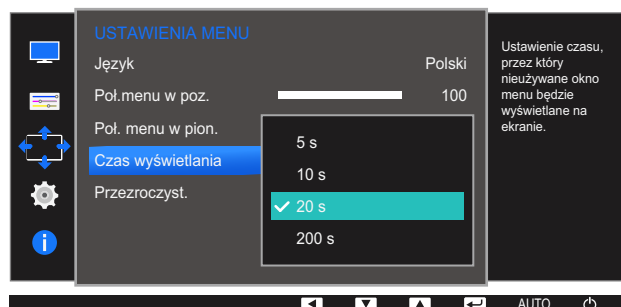 USTAWIENIA MENU
Język Polski
Poł.menu w poz. 100
Poł. menu w pion.
Czas wyświetlania
Przezroczyst.
5 s
10 s
20 s
200 s
Ustawienie czasu,
przez który
nieużywane okno
menu będzie
wyświetlane na
ekranie.
AUTO